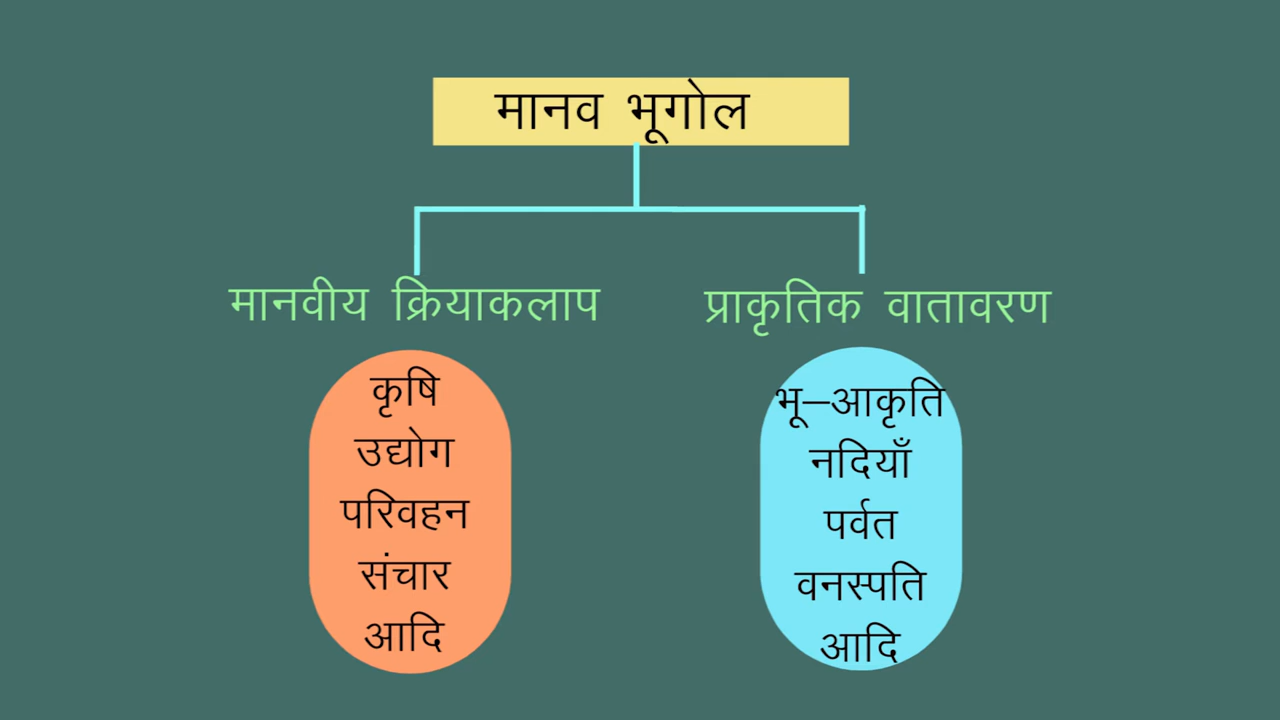 मानव भूगोल
मानवीय क्रियाकलाप
प्राकृतिक वातावरण
कृषि
उद्योग
परिवहन
संचार
आदि
भू–आकृति
नदियाँ
पर्वत
वनस्पति
आदि